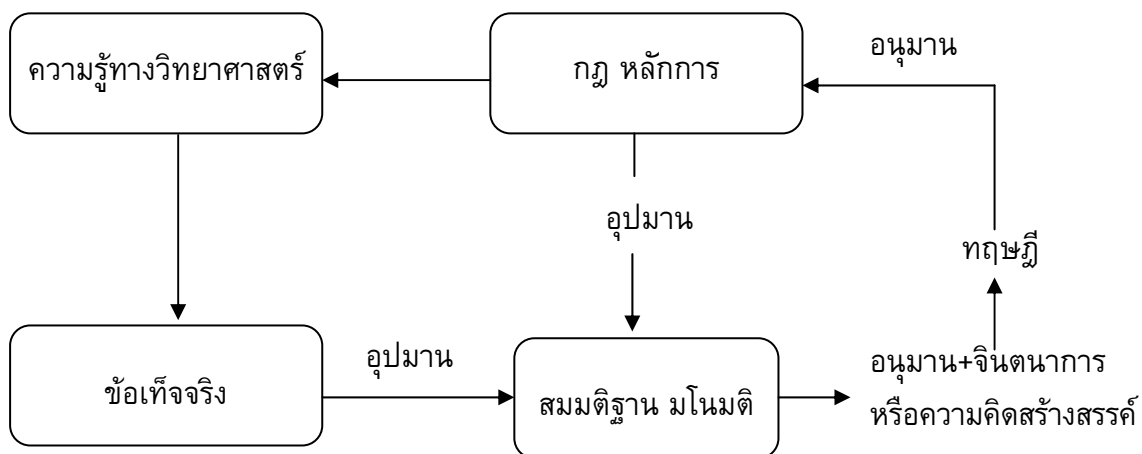 ความรู้ทางวิทยาศาสตร์
กฎ หลักการ
อนุมาน
อุปมาน
ทฤษฎี
ข้อเท็จจริง
อุปมาน
สมมติฐาน มโนมติ
อนุมาน+จินตนาการ
หรือความคิดสร้างสรรค์